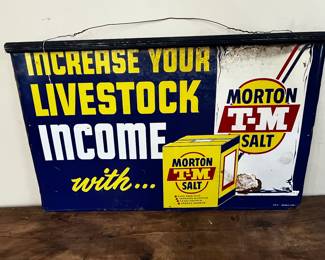 INCREASE YOUR
LIVESTOCK
INCOME
with...
MORTON
T-M
SALT
MORTON
T-M
SALT